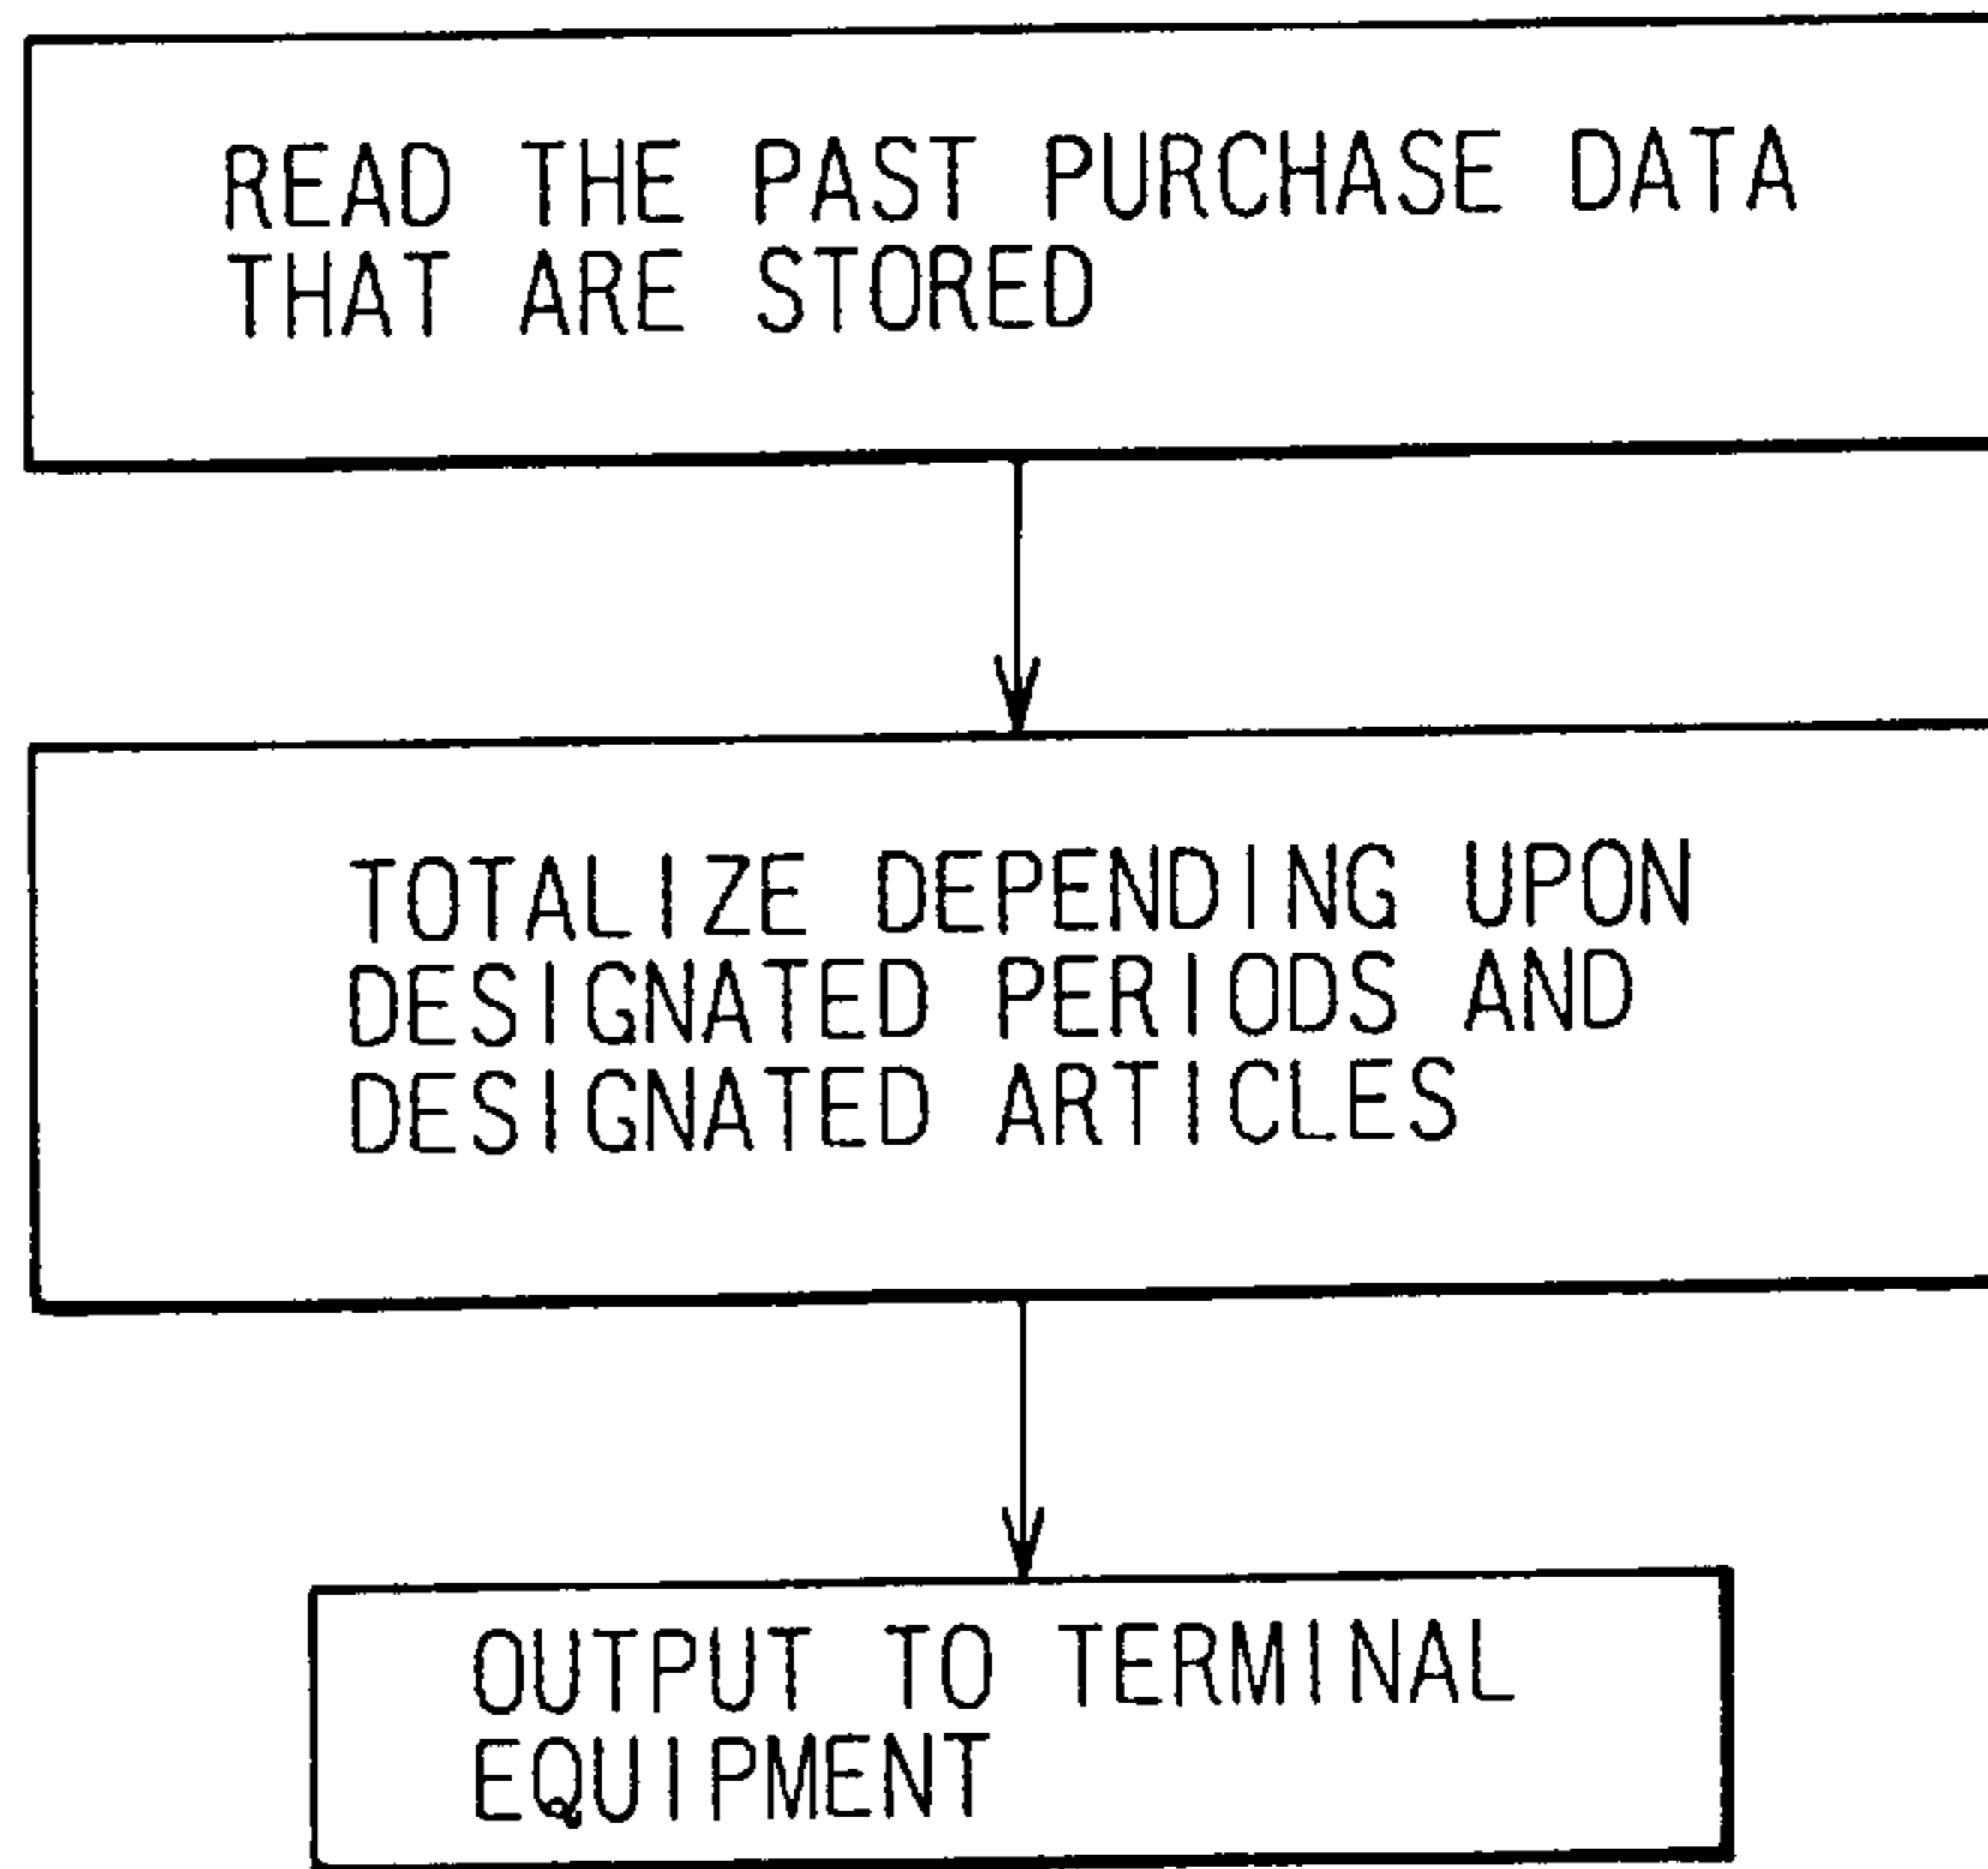 READ THE PAST PURCHASE DATA
THAT ARE STORED
TOTALIZE DEPENDING UPON
DESIGNATED PERIODS AND
DESIGNATED ARTICLES
OUTPUT TO TERMINAL
EQUIPMENT